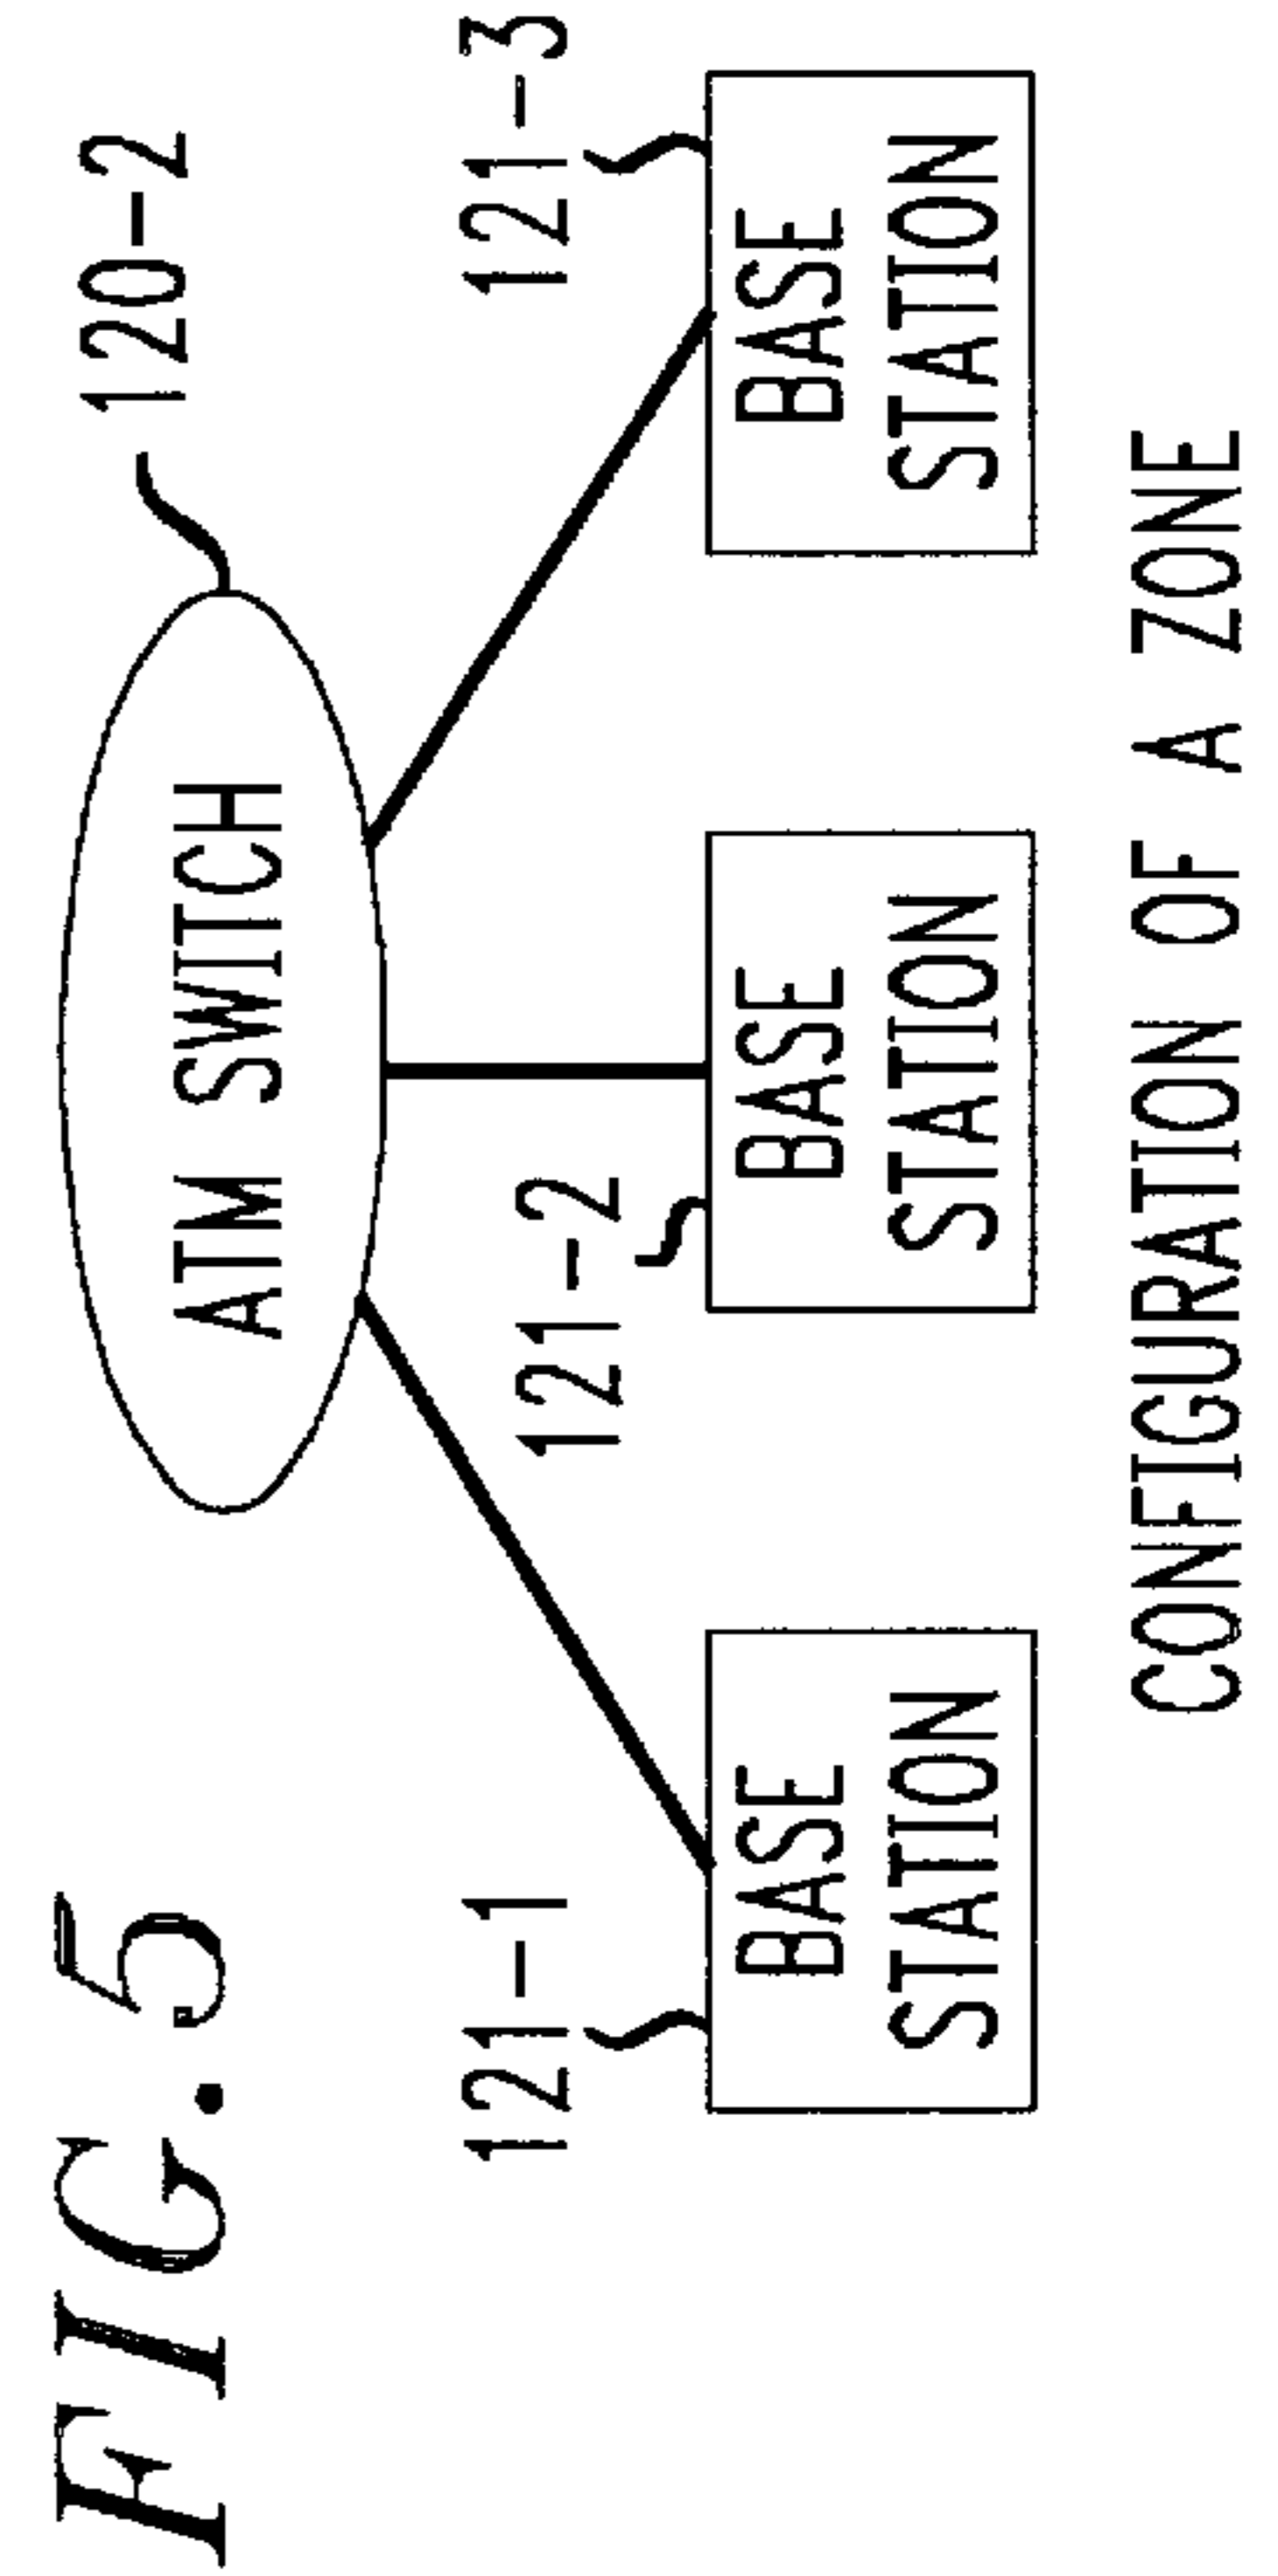 FIG. 5
120-2
ATM SWITCH
121-1
121-2
121-3
BASE
STATION
BASE
STATION
BASE
STATION
CONFIGURATION OF A ZONE